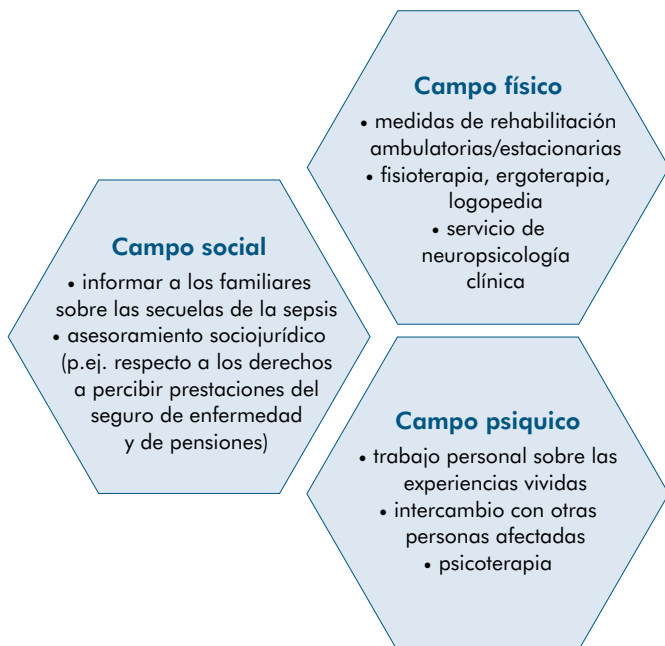 Campo físico
• medidas de rehabilitación
ambulatorias/estacionarias
• fisioterapia, ergoterapia,
logopedia
• servicio de
neuropsicología
clínica
Campo social
• informar a los familiares
sobre las secuelas de la sepsis
• asesoramiento sociojurídico
(p.ej. respecto a los derechos
a percibir prestaciones del
seguro de enfermedad
y de pensiones)
Campo psiquico
• trabajo personal sobre las
experiencias vividas
• intercambio con otras
personas afectadas
• psicoterapia